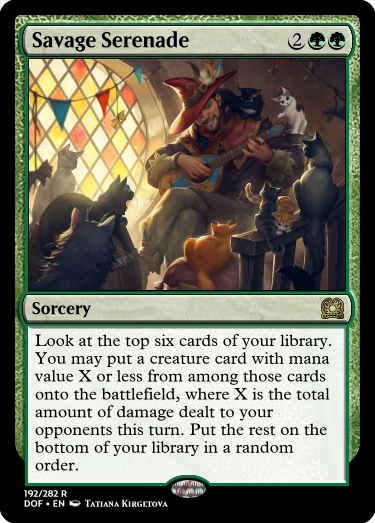 Savage Serenade 2
Sorcery
Look at the top six cards of your library.
You may put a creature card with mana
value X or less from among those cards
onto the battlefield, where X is the total
amount of damage dealt to your
opponents this turn. Put the rest on the
bottom of your library in a random
order.
192/282 R
DOF • EN Tatiana Kirgetova